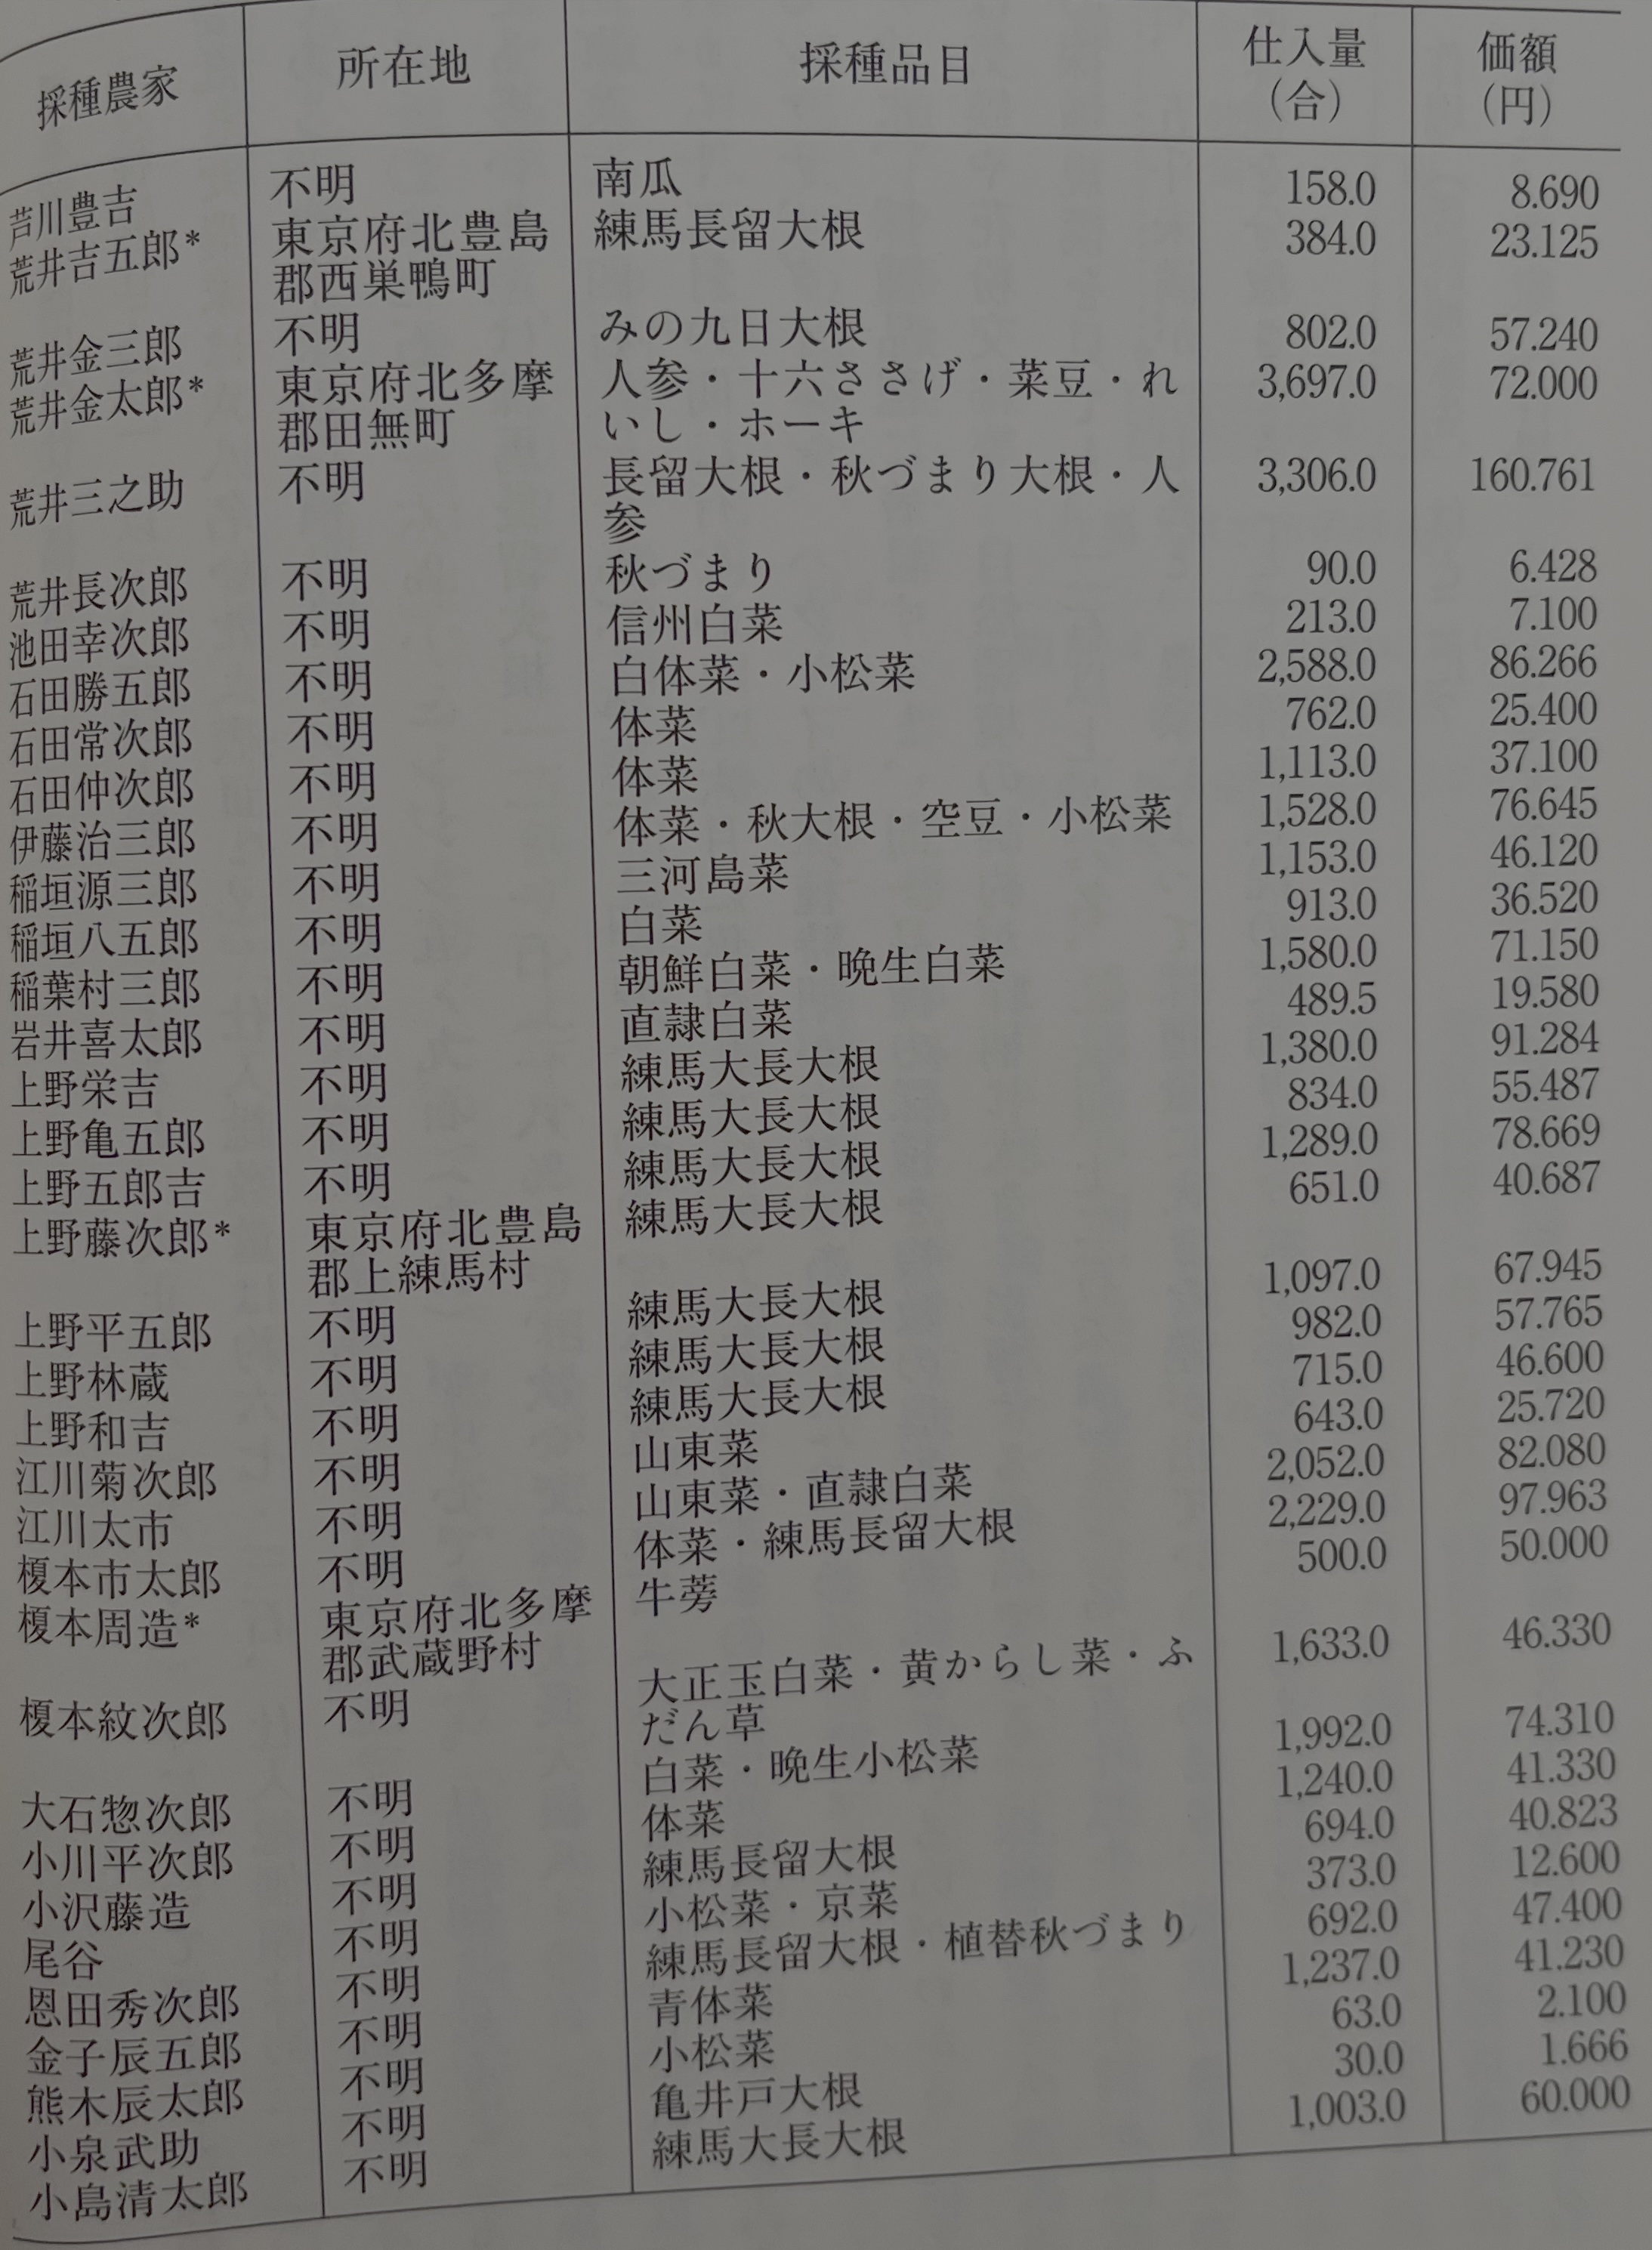 採種農家 所在地 採種品目 仕入量 価額
(合) (円)
芦川豊吉 不明 南瓜 158.0 8.690
荒井吉五郎* 東京府北豊島 練馬長留大根 384.0 23.125
郡西巣鴨町
荒井金三郎 不明 みの九日大根 802.0 57.240
荒井金太郎* 東京府北多摩 人参・十六ささげ・菜豆・れ 3,697.0 72.000
郡田無町 いし・ホーキ
荒井三之助 不明 長留大根・秋づまり大根・人 3,306.0 160.761
参
荒井長次郎 不明 秋づまり 90.0 6.428
池田幸次郎 不明 信州白菜 213.0 7.100
石田勝五郎 不明 白体菜・小松菜 2,588.0 86.266
石田常次郎 不明 体菜 762.0 25.400
石田仲次郎 不明 体菜 1,113.0 37.100
伊藤治三郎 不明 体菜・秋大根・空豆・小松菜 1,528.0 76.645
稲垣源三郎 不明 三河島菜 1,153.0 46.120
稲垣八五郎 不明 白菜 913.0 36.520
稲葉村三郎 不明 朝鮮白菜・晩生白菜 1,580.0 71.150
岩井喜太郎 不明 直隷白菜 489.5 19.580
上野栄吉 不明 練馬大長大根 1,380.0 91.284
上野亀五郎 不明 練馬大長大根 834.0 55.487
上野五郎吉 不明 練馬大長大根 1,289.0 78.669
上野藤次郎* 東京府北豊島 練馬大長大根 651.0 40.687
郡上練馬村
上野平五郎 不明 練馬大長大根 1,097.0 67.945
上野林蔵 不明 練馬大長大根 982.0 57.765
上野和吉 不明 練馬大長大根 715.0 46.600
江川菊次郎 不明 山東菜 643.0 25.720
江川太市 不明 山東菜・直隷白菜 2,052.0 82.080
榎本市太郎 不明 体菜・練馬長留大根 2,229.0 97.963
榎本周造* 東京府北多摩 牛蒡 500.0 50.000
郡武蔵野村
榎本紋次郎 不明 大正玉白菜・黄からし菜・ふ 1,633.0 46.330
だん草
大石惣次郎 不明 白菜・晩生小松菜 1,992.0 74.310
小川平次郎 不明 体菜 1,240.0 41.330
小沢藤造 不明 練馬長留大根 694.0 40.823
尾谷 不明 小松菜・京菜 373.0 12.600
恩田秀次郎 不明 練馬長留大根・植替秋づまり 692.0 47.400
金子辰五郎 不明 青体菜 1,237.0 41.230
熊木辰太郎 不明 小松菜 63.0 2.100
小泉武助 不明 亀井戸大根 30.0 1.666
小島清太郎 不明 練馬大長大根 1,003.0 60.000